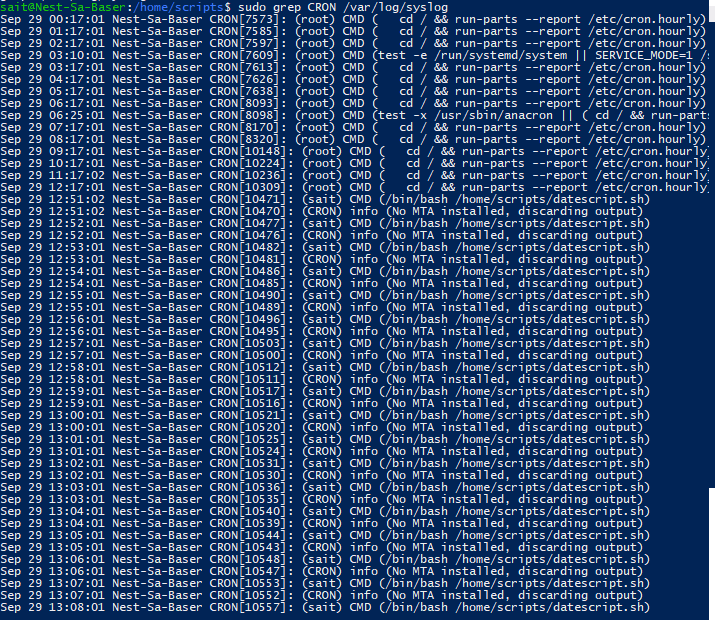 sait@Nest-Sa-Baser:/home/scripts$ sudo grep CRON /var/log/syslog
Sep 29 00:17:01 Nest-Sa-Baser CRON[7573]: (root) CMD (   cd / && run-parts --report /etc/cron.hourly)
Sep 29 01:17:01 Nest-Sa-Baser CRON[7585]: (root) CMD (   cd / && run-parts --report /etc/cron.hourly)
Sep 29 02:17:01 Nest-Sa-Baser CRON[7597]: (root) CMD (   cd / && run-parts --report /etc/cron.hourly)
Sep 29 03:10:01 Nest-Sa-Baser CRON[7609]: (root) CMD (test -e /run/systemd/system || SERVICE_MODE=1 /s
Sep 29 03:17:01 Nest-Sa-Baser CRON[7613]: (root) CMD (   cd / && run-parts --report /etc/cron.hourly)
Sep 29 04:17:01 Nest-Sa-Baser CRON[7626]: (root) CMD (   cd / && run-parts --report /etc/cron.hourly)
Sep 29 05:17:01 Nest-Sa-Baser CRON[7638]: (root) CMD (   cd / && run-parts --report /etc/cron.hourly)
Sep 29 06:17:01 Nest-Sa-Baser CRON[8093]: (root) CMD (   cd / && run-parts --report /etc/cron.hourly)
Sep 29 06:25:01 Nest-Sa-Baser CRON[8098]: (root) CMD (test -x /usr/sbin/anacron || ( cd / && run-parts
Sep 29 07:17:01 Nest-Sa-Baser CRON[8170]: (root) CMD (   cd / && run-parts --report /etc/cron.hourly)
Sep 29 08:17:01 Nest-Sa-Baser CRON[8320]: (root) CMD (   cd / && run-parts --report /etc/cron.hourly)
Sep 29 09:17:01 Nest-Sa-Baser CRON[10148]: (root) CMD (   cd / && run-parts --report /etc/cron.hourly)
Sep 29 10:17:01 Nest-Sa-Baser CRON[10224]: (root) CMD (   cd / && run-parts --report /etc/cron.hourly)
Sep 29 11:17:02 Nest-Sa-Baser CRON[10236]: (root) CMD (   cd / && run-parts --report /etc/cron.hourly)
Sep 29 12:17:01 Nest-Sa-Baser CRON[10309]: (root) CMD (   cd / && run-parts --report /etc/cron.hourly)
Sep 29 12:51:02 Nest-Sa-Baser CRON[10471]: (sait) CMD (/bin/bash /home/scripts/datescript.sh)
Sep 29 12:51:02 Nest-Sa-Baser CRON[10470]: (CRON) info (No MTA installed, discarding output)
Sep 29 12:52:01 Nest-Sa-Baser CRON[10477]: (sait) CMD (/bin/bash /home/scripts/datescript.sh)
Sep 29 12:52:01 Nest-Sa-Baser CRON[10476]: (CRON) info (No MTA installed, discarding output)
Sep 29 12:53:01 Nest-Sa-Baser CRON[10482]: (sait) CMD (/bin/bash /home/scripts/datescript.sh)
Sep 29 12:53:01 Nest-Sa-Baser CRON[10481]: (CRON) info (No MTA installed, discarding output)
Sep 29 12:54:01 Nest-Sa-Baser CRON[10486]: (sait) CMD (/bin/bash /home/scripts/datescript.sh)
Sep 29 12:54:01 Nest-Sa-Baser CRON[10485]: (CRON) info (No MTA installed, discarding output)
Sep 29 12:55:01 Nest-Sa-Baser CRON[10490]: (sait) CMD (/bin/bash /home/scripts/datescript.sh)
Sep 29 12:55:01 Nest-Sa-Baser CRON[10489]: (CRON) info (No MTA installed, discarding output)
Sep 29 12:56:01 Nest-Sa-Baser CRON[10496]: (sait) CMD (/bin/bash /home/scripts/datescript.sh)
Sep 29 12:56:01 Nest-Sa-Baser CRON[10495]: (CRON) info (No MTA installed, discarding output)
Sep 29 12:57:01 Nest-Sa-Baser CRON[10503]: (sait) CMD (/bin/bash /home/scripts/datescript.sh)
Sep 29 12:57:01 Nest-Sa-Baser CRON[10500]: (CRON) info (No MTA installed, discarding output)
Sep 29 12:58:01 Nest-Sa-Baser CRON[10512]: (sait) CMD (/bin/bash /home/scripts/datescript.sh)
Sep 29 12:58:01 Nest-Sa-Baser CRON[10511]: (CRON) info (No MTA installed, discarding output)
Sep 29 12:59:01 Nest-Sa-Baser CRON[10517]: (sait) CMD (/bin/bash /home/scripts/datescript.sh)
Sep 29 12:59:01 Nest-Sa-Baser CRON[10516]: (CRON) info (No MTA installed, discarding output)
Sep 29 13:00:01 Nest-Sa-Baser CRON[10521]: (sait) CMD (/bin/bash /home/scripts/datescript.sh)
Sep 29 13:00:01 Nest-Sa-Baser CRON[10520]: (CRON) info (No MTA installed, discarding output)
Sep 29 13:01:01 Nest-Sa-Baser CRON[10525]: (sait) CMD (/bin/bash /home/scripts/datescript.sh)
Sep 29 13:01:01 Nest-Sa-Baser CRON[10524]: (CRON) info (No MTA installed, discarding output)
Sep 29 13:02:01 Nest-Sa-Baser CRON[10531]: (sait) CMD (/bin/bash /home/scripts/datescript.sh)
Sep 29 13:02:01 Nest-Sa-Baser CRON[10530]: (CRON) info (No MTA installed, discarding output)
Sep 29 13:03:01 Nest-Sa-Baser CRON[10536]: (sait) CMD (/bin/bash /home/scripts/datescript.sh)
Sep 29 13:03:01 Nest-Sa-Baser CRON[10535]: (CRON) info (No MTA installed, discarding output)
Sep 29 13:04:01 Nest-Sa-Baser CRON[10540]: (sait) CMD (/bin/bash /home/scripts/datescript.sh)
Sep 29 13:04:01 Nest-Sa-Baser CRON[10539]: (CRON) info (No MTA installed, discarding output)
Sep 29 13:05:01 Nest-Sa-Baser CRON[10544]: (sait) CMD (/bin/bash /home/scripts/datescript.sh)
Sep 29 13:05:01 Nest-Sa-Baser CRON[10543]: (CRON) info (No MTA installed, discarding output)
Sep 29 13:06:01 Nest-Sa-Baser CRON[10548]: (sait) CMD (/bin/bash /home/scripts/datescript.sh)
Sep 29 13:06:01 Nest-Sa-Baser CRON[10547]: (CRON) info (No MTA installed, discarding output)
Sep 29 13:07:01 Nest-Sa-Baser CRON[10553]: (sait) CMD (/bin/bash /home/scripts/datescript.sh)
Sep 29 13:07:01 Nest-Sa-Baser CRON[10552]: (CRON) info (No MTA installed, discarding output)
Sep 29 13:08:01 Nest-Sa-Baser CRON[10557]: (sait) CMD (/bin/bash /home/scripts/datescript.sh)